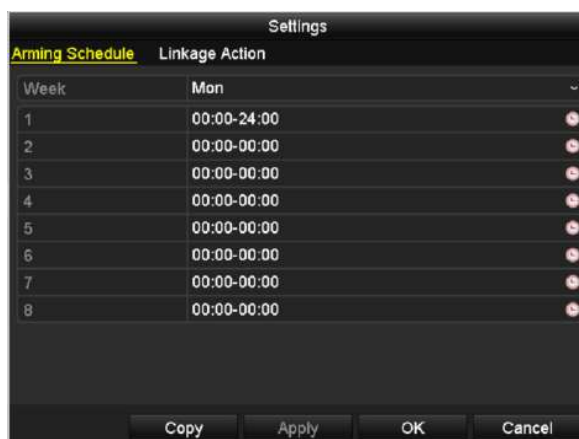 Settings
Arming Schedule Linkage Action
Week Mon
1 00:00-24:00
2 00:00-00:00
3 00:00-00:00
4 00:00-00:00
5 00:00-00:00
6 00:00-00:00
7 00:00-00:00
8 00:00-00:00
Copy Apply OK Cancel